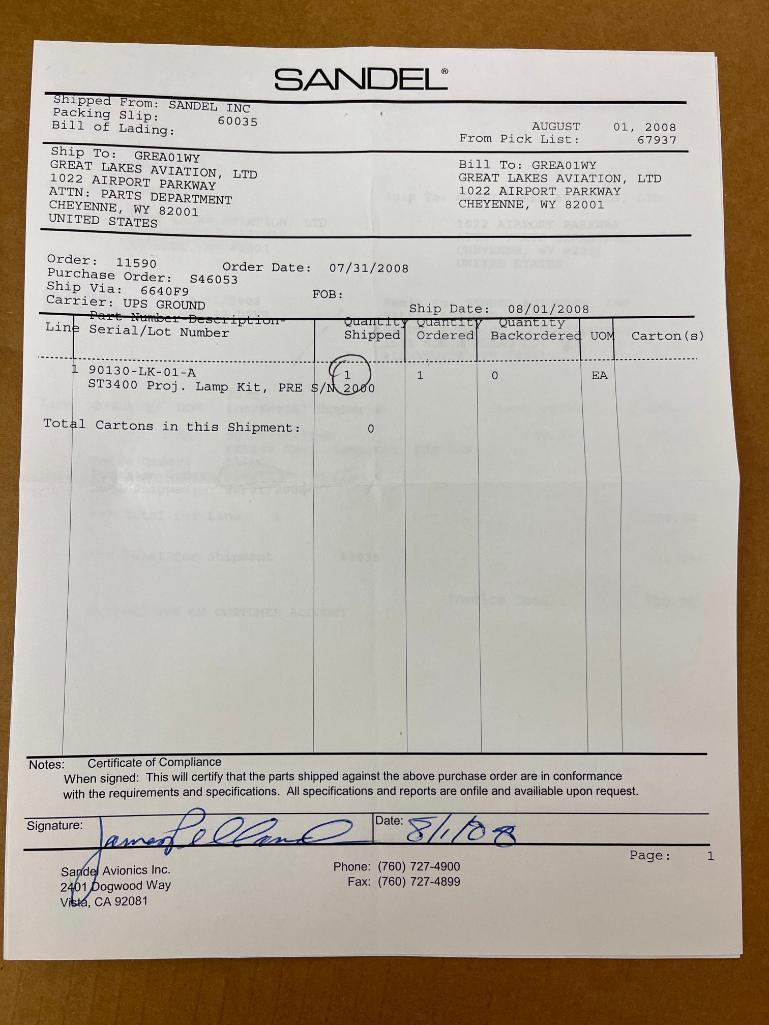 SANDEL®
Shipped From: SANDEL INC
Packing Slip: 60035
Bill of Lading:
AUGUST 01, 2008
From Pick List: 67937
Ship To: GREA01WY
GREAT LAKES AVIATION, LTD
1022 AIRPORT PARKWAY
ATTN: PARTS DEPARTMENT
CHEYENNE, WY 82001
UNITED STATES
Bill To: GREA01WY
GREAT LAKES AVIATION, LTD
1022 AIRPORT PARKWAY
CHEYENNE, WY 82001
Order: 11590 Order Date: 07/31/2008
Purchase Order: S46053
Ship Via: 6640F9 FOB:
Carrier: UPS GROUND Ship Date: 08/01/2008
Part Number Description Quantity Quantity Quantity
Line Serial/Lot Number Shipped Ordered Backordered UOM Carton(s)
1 90130-LK-01-A 1 1 0 EA
ST3400 Proj. Lamp Kit, PRE S/N 2000
Total Cartons in this Shipment: 0
Notes: Certificate of Compliance
When signed: This will certify that the parts shipped against the above purchase order are in conformance
with the requirements and specifications. All specifications and reports are onfile and availiable upon request.
Signature: Date: 8/1/08
Page: 1
Sandel Avionics Inc.
2401 Dogwood Way
Vista, CA 92081
Phone: (760) 727-4900
Fax: (760) 727-4899